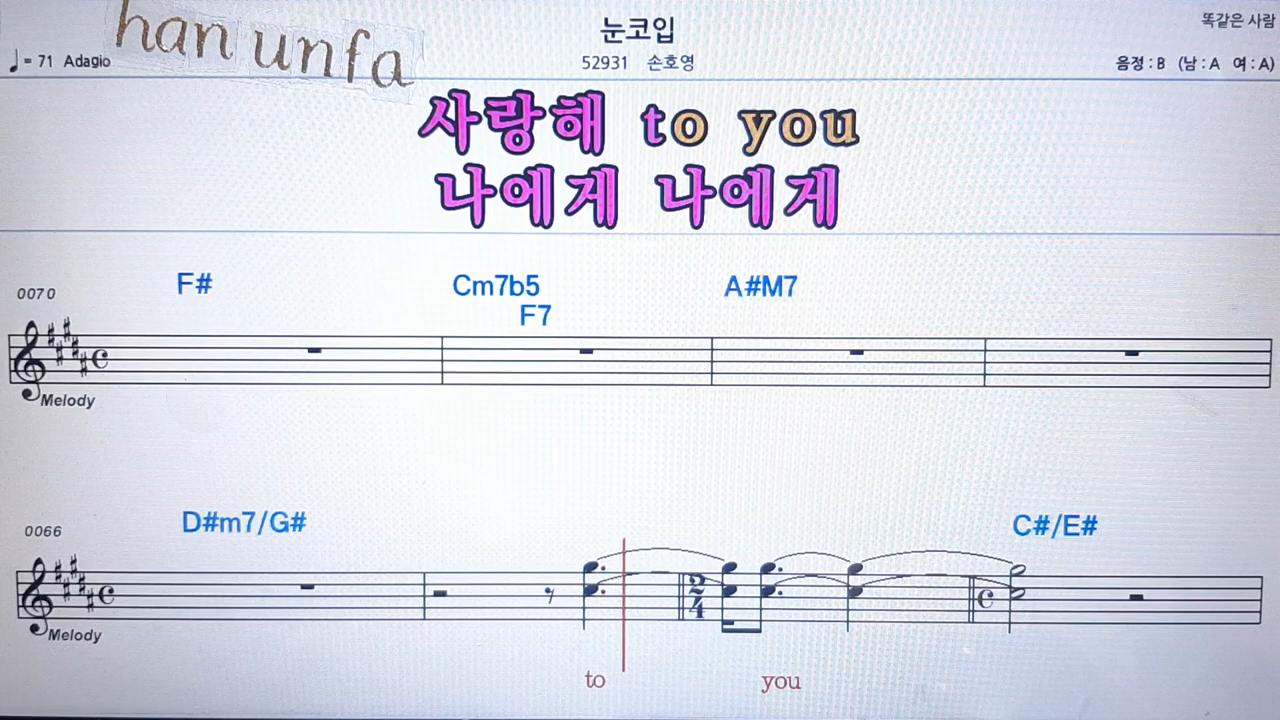 han unfa
눈코입
똑같은 사람
♩= 71 Adagio
52931 손호영
음정 : B (남 : A 여 : A)
사랑해 to you
나에게 나에게
0070
F#
Cm7b5
F7
A#M7
Melody
0066
D#m7/G#
C#/E#
2
4
Melody
to you